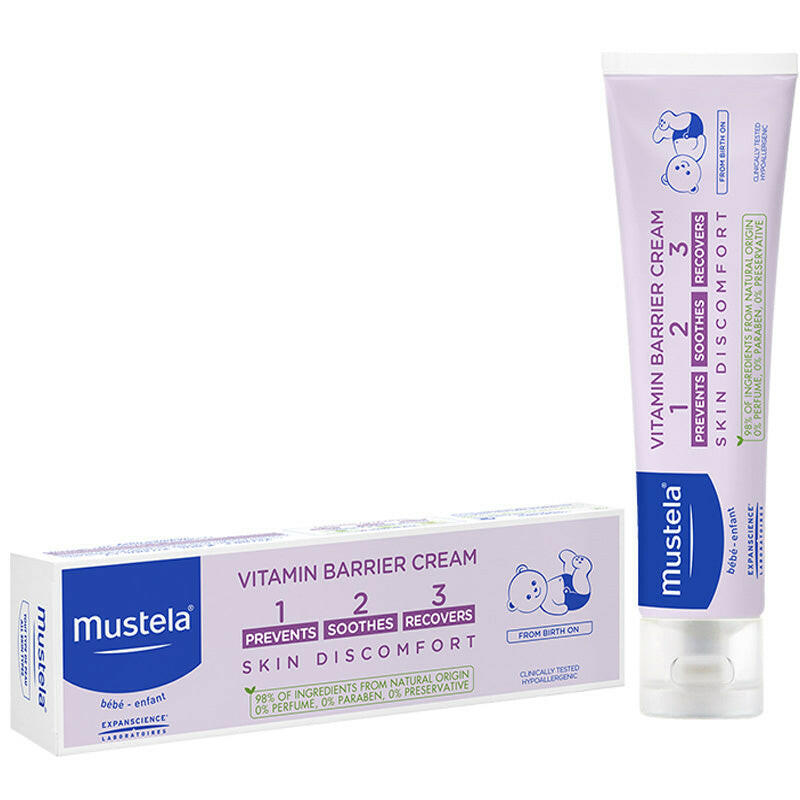 VITAMIN BARRIER CREAM
1 2 3
PREVENTS SOOTHES RECOVERS
SKIN DISCOMFORT
98% OF INGREDIENTS FROM NATURAL ORIGIN
0% PERFUME, 0% PARABEN, 0% PRESERVATIVE
FROM BIRTH ON
CLINICALLY TESTED
HYPOALLERGENIC
mustela®
bébé - enfant
EXPANSCIENCE
LABORATOIRES
mustela
mustela®
bébé - enfant
EXPANSCIENCE®
LABORATOIRES
VITAMIN BARRIER CREAM
1 2 3
PREVENTS SOOTHES RECOVERS
SKIN DISCOMFORT
98% OF INGREDIENTS FROM NATURAL ORIGIN
0% PERFUME, 0% PARABEN, 0% PRESERVATIVE
FROM BIRTH ON
CLINICALLY TESTED
HYPOALLERGENIC